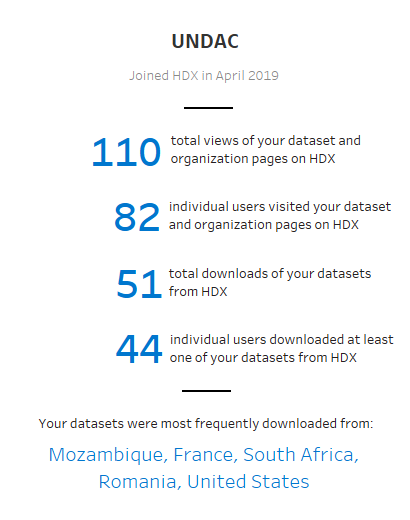 UNDAC
Joined HDX in April 2019
110 total views of your dataset and
organization pages on HDX
82 individual users visited your dataset
and organization pages on HDX
51 total downloads of your datasets
from HDX
44 individual users downloaded at least
one of your datasets from HDX
Your datasets were most frequently downloaded from:
Mozambique, France, South Africa,
Romania, United States